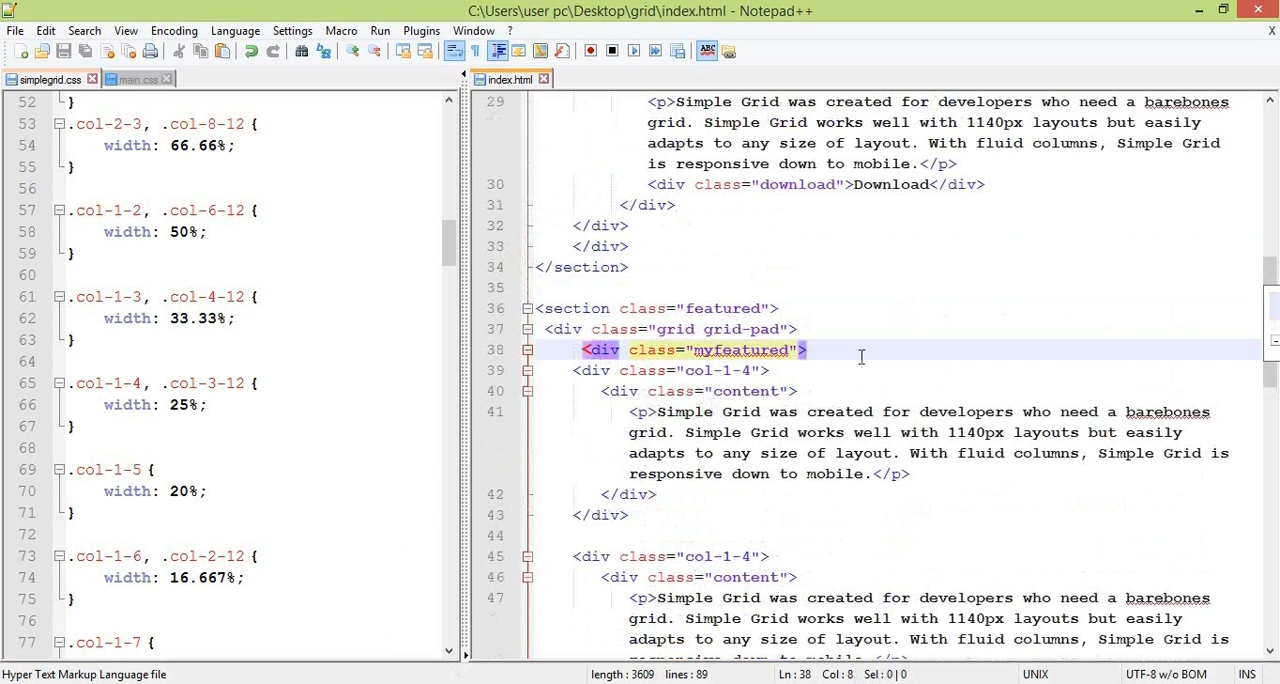 C:\Users\user pc\Desktop\grid\index.html - Notepad++
File Edit Search View Encoding Language Settings Macro Run Plugins Window ? X
simplegrid.css main.css index.html
52 }
53 .col-2-3, .col-8-12 {
54 width: 66.66%;
55 }
56
57 .col-1-2, .col-6-12 {
58 width: 50%;
59 }
60
61 .col-1-3, .col-4-12 {
62 width: 33.33%;
63 }
64
65 .col-1-4, .col-3-12 {
66 width: 25%;
67 }
68
69 .col-1-5 {
70 width: 20%;
71 }
72
73 .col-1-6, .col-2-12 {
74 width: 16.667%;
75 }
76
77 .col-1-7 {
29 <p>Simple Grid was created for developers who need a barebones
grid. Simple Grid works well with 1140px layouts but easily
adapts to any size of layout. With fluid columns, Simple Grid
is responsive down to mobile.</p>
30 <div class="download">Download</div>
31 </div>
32 </div>
33 </div>
34 </section>
35
36 <section class="featured">
37 <div class="grid grid-pad">
38 <div class="myfeatured">
39 <div class="col-1-4">
40 <div class="content">
41 <p>Simple Grid was created for developers who need a barebones
grid. Simple Grid works well with 1140px layouts but easily
adapts to any size of layout. With fluid columns, Simple Grid is
responsive down to mobile.</p>
42 </div>
43 </div>
44
45 <div class="col-1-4">
46 <div class="content">
47 <p>Simple Grid was created for developers who need a barebones
grid. Simple Grid works well with 1140px layouts but easily
adapts to any size of layout. With fluid columns, Simple Grid is
responsive down to mobile.</p>
Hyper Text Markup Language file length : 3609 lines : 89 Ln : 38 Col : 8 Sel : 0 | 0 UNIX UTF-8 w/o BOM INS